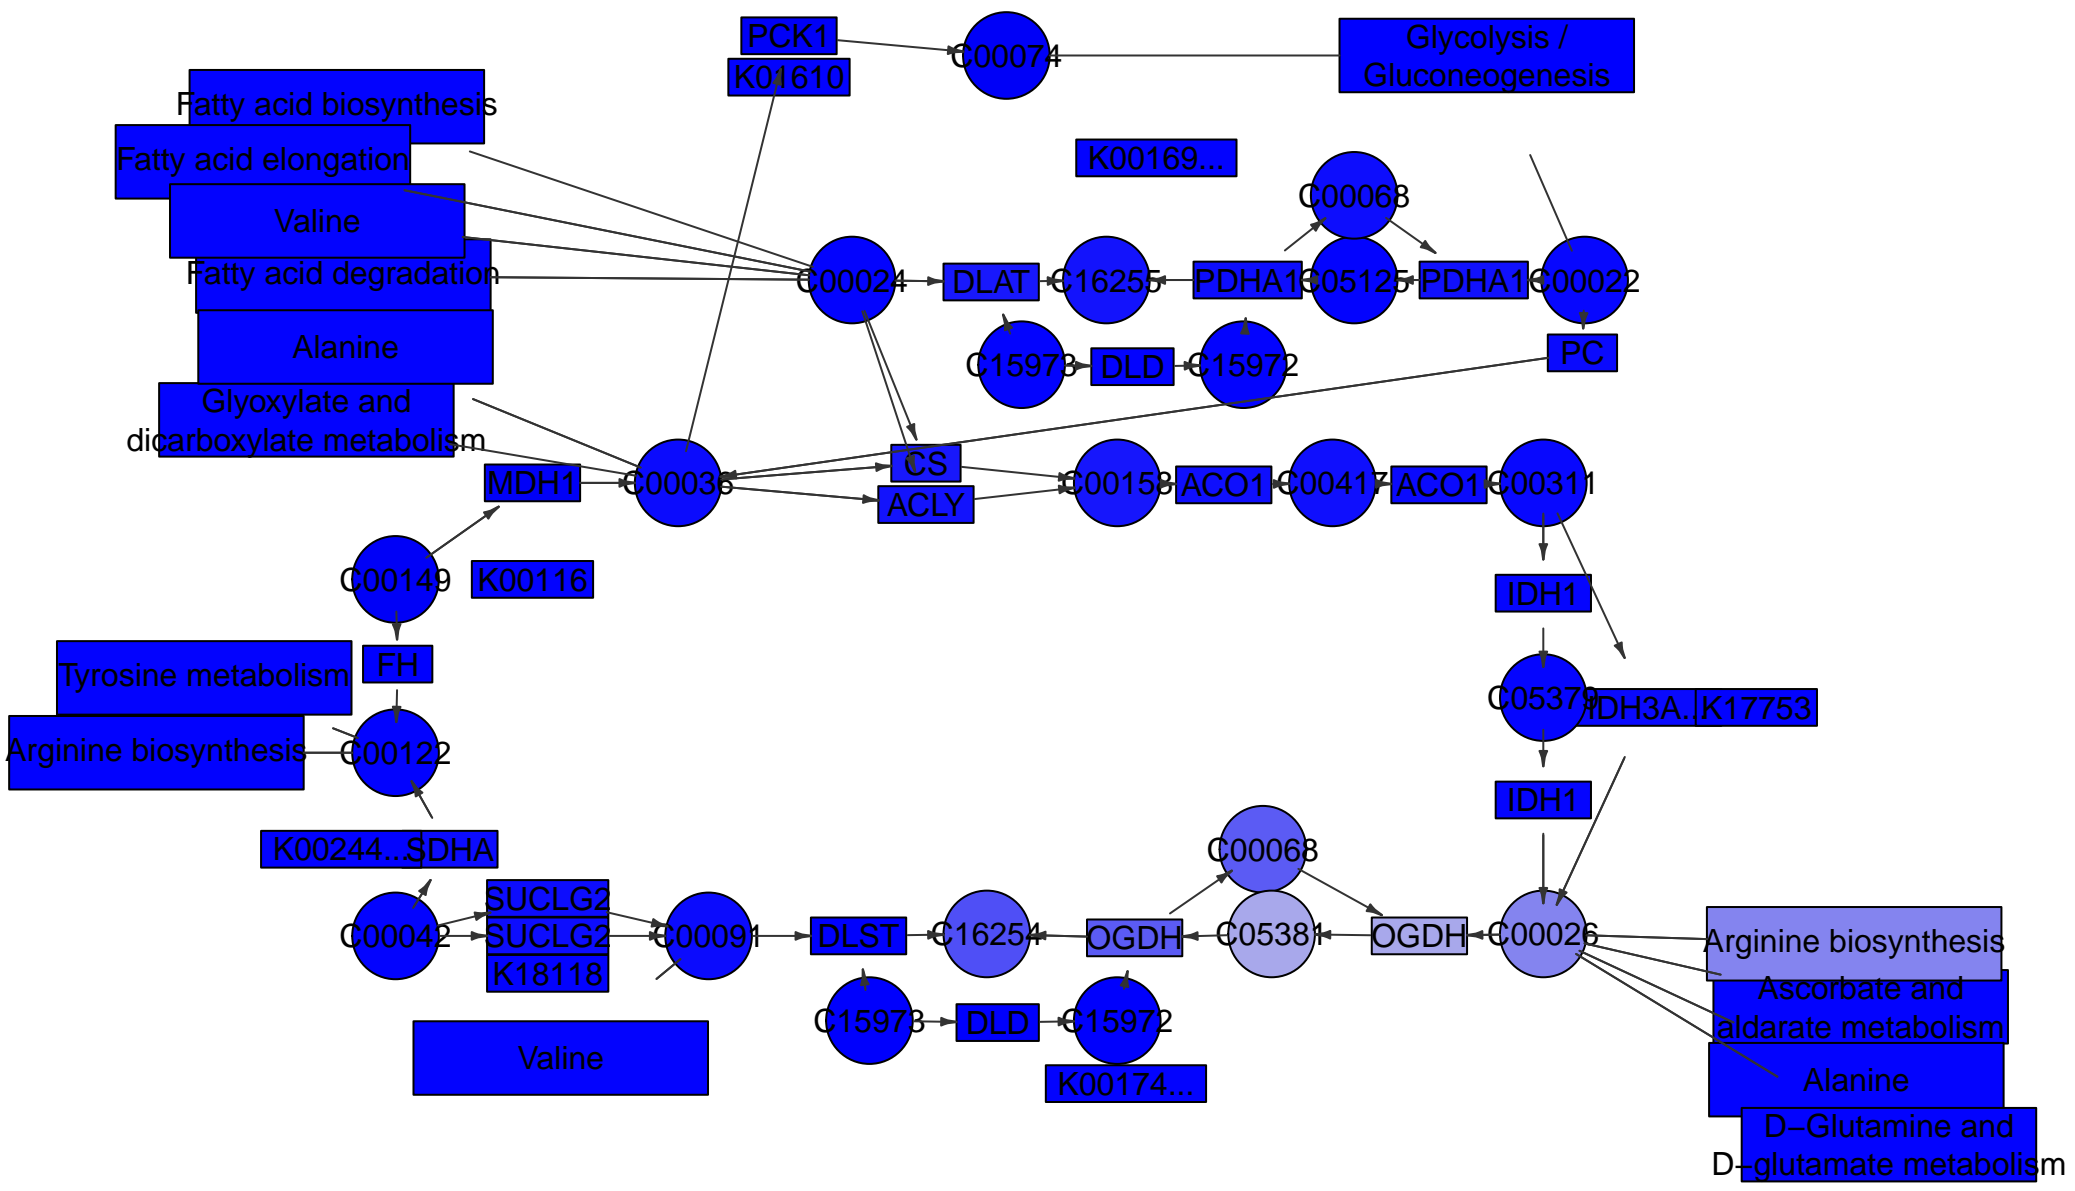 PCK1
C00074
Glycolysis /
Gluconeogenesis
K01610
Fatty acid biosynthesis
Fatty acid elongation
K00169...
C00068
Valine
Fatty acid degradation
C00024
DLAT
C16255
PDHA1
C05125
PDHA1
C00022
Alanine
C15973
DLD
C15972
PC
Glyoxylate and
dicarboxylate metabolism
CS
MDH1
C00036
ACLY
C00158
ACO1
C00417
ACO1
C00311
C00149
K00116
IDH1
FH
Tyrosine metabolism
C05379
IDH3A...
K17753
Arginine biosynthesis
C00122
IDH1
K00244...
SDHA
C00068
SUCLG2
C00042
SUCLG2
C00091
DLST
C16254
OGDH
C05381
OGDH
C00026
Arginine biosynthesis
K18118
Ascorbate and
aldarate metabolism
C15973
DLD
C15972
Valine
K00174...
Alanine
D−Glutamine and
D−glutamate metabolism